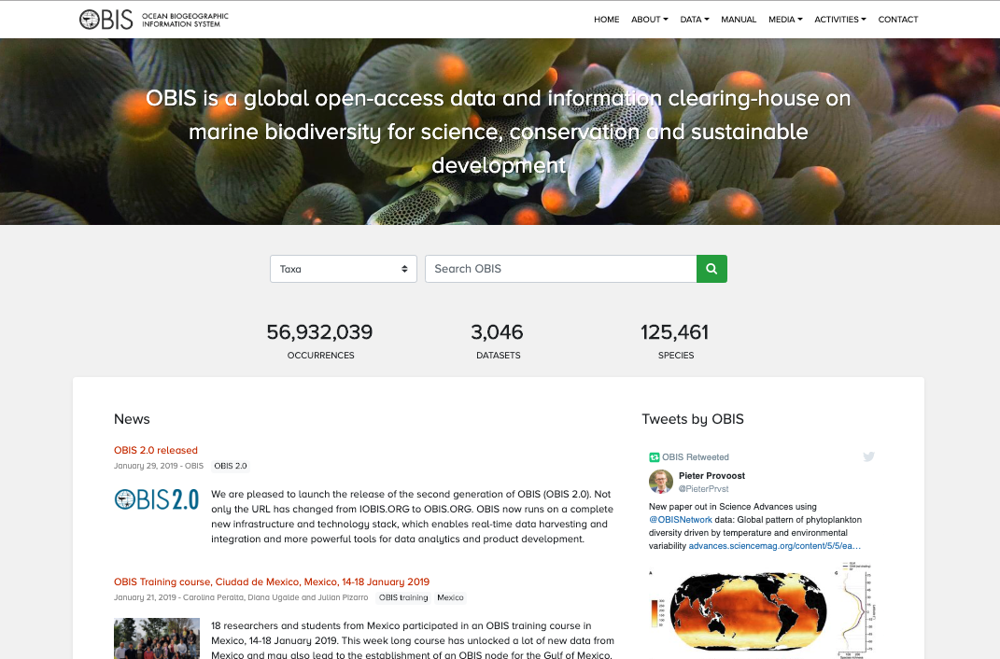 OBIS OCEAN BIOGEOGRAPHIC
INFORMATION SYSTEM
HOME ABOUT DATA MANUAL MEDIA ACTIVITIES CONTACT
OBIS is a global open-access data and information clearing-house on
marine biodiversity for science, conservation and sustainable
development
Taxa Search OBIS
56,932,039 3,046 125,461
OCCURRENCES DATASETS SPECIES
News
OBIS 2.0 released
January 29, 2019 - OBIS OBIS 2.0
OBIS 2.0
We are pleased to launch the release of the second generation of OBIS (OBIS 2.0). Not
only the URL has changed from IOBIS.ORG to OBIS.ORG. OBIS now runs on a complete
new infrastructure and technology stack, which enables real-time data harvesting and
integration and more powerful tools for data analytics and product development.
OBIS Training course, Ciudad de Mexico, Mexico, 14-18 January 2019
January 21, 2019 - Carolina Peralta, Diana Ugalde and Julian Pizarro OBIS training Mexico
18 researchers and students from Mexico participated in an OBIS training course in
Mexico, 14-18 January 2019. This week long course has unlocked a lot of new data from
Mexico and may also lead to the establishment of an OBIS node for the Gulf of Mexico.
Tweets by OBIS
OBIS Retweeted
Pieter Provoost
@PieterPrvst
New paper out in Science Advances using
@OBISNetwork data: Global pattern of phytoplankton
diversity driven by temperature and environmental
variability advances.sciencemag.org/content/5/5/ea…
A